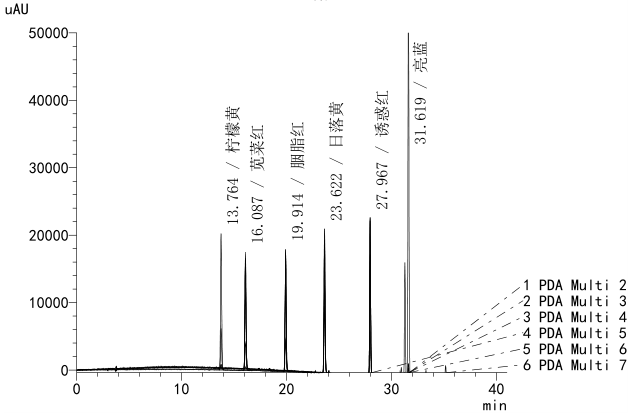 uAU
50000
40000
30000
20000
10000
0
13.764 / 柠檬黄
16.087 / 苋菜红
19.914 / 胭脂红
23.622 / 日落黄
27.967 / 诱惑红
31.619 / 亮蓝
1 PDA Multi 2
2 PDA Multi 3
3 PDA Multi 4
4 PDA Multi 5
5 PDA Multi 6
6 PDA Multi 7
0 10 20 30 40
min